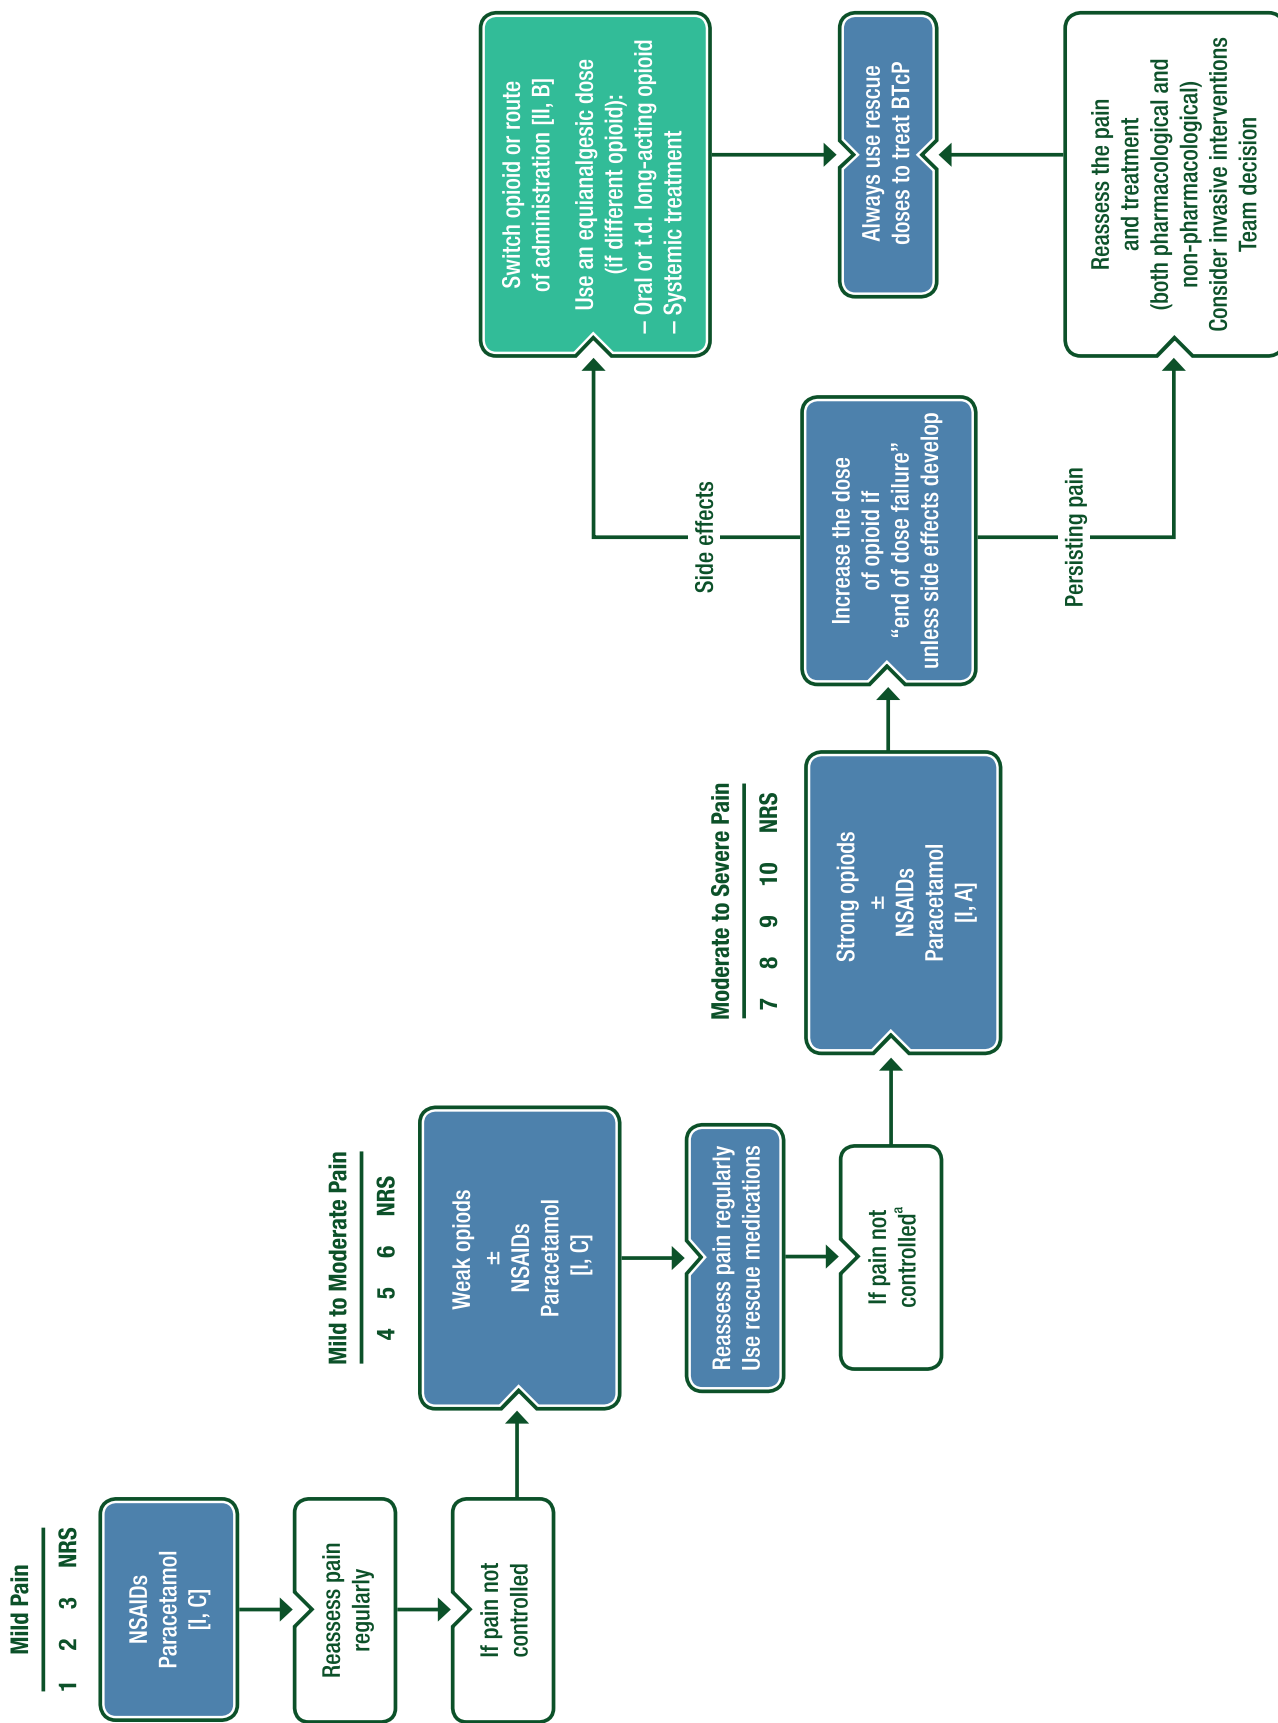 Mild Pain
1 2 3 NRS
NSAIDs
Paracetamol
[I, C]
Reassess pain
regularly
If pain not
controlled
Mild to Moderate Pain
4 5 6 NRS
Weak opiods
±
NSAIDs
Paracetamol
[I, C]
Reassess pain regularly
Use rescue medications
If pain not
controlledª
Moderate to Severe Pain
7 8 9 10 NRS
Strong opiods
±
NSAIDs
Paracetamol
[I, A]
Increase the dose
of opioid if
“end of dose failure”
unless side effects develop
Side effects
Switch opioid or route
of administration [II, B]
Use an equianalgesic dose
(if different opioid):
– Oral or t.d. long-acting opioid
– Systemic treatment
Always use rescue
doses to treat BTcP
Persisting pain
Reassess the pain
and treatment
(both pharmacological and
non-pharmacological)
Consider invasive interventions
Team decision